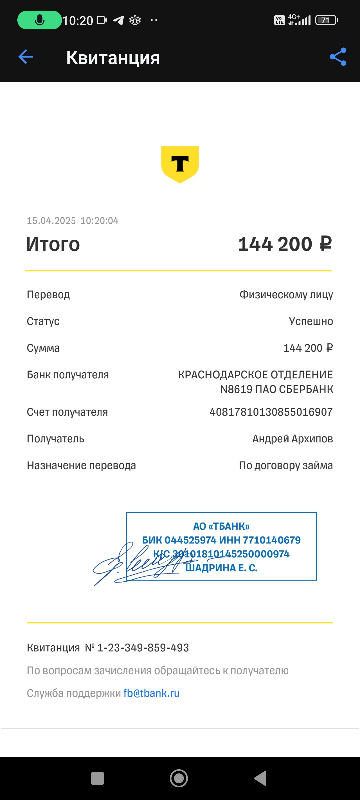 10:20
4G+
21
Квитанция
Т
15.04.2025 10:20:04
Итого 144 200 ₽
Перевод Физическому лицу
Статус Успешно
Сумма 144 200 ₽
Банк получателя КРАСНОДАРСКОЕ ОТДЕЛЕНИЕ
N8619 ПАО СБЕРБАНК
Счет получателя 40817810130855016907
Получатель Андрей Архипов
Назначение перевода По договору займа
АО «ТБАНК»
БИК 044525974 ИНН 7710140679
К/С 30101810145250000974
ШАДРИНА Е. С.
Квитанция № 1-23-349-859-493
По вопросам зачисления обращайтесь к получателю
Служба поддержки fb@tbank.ru